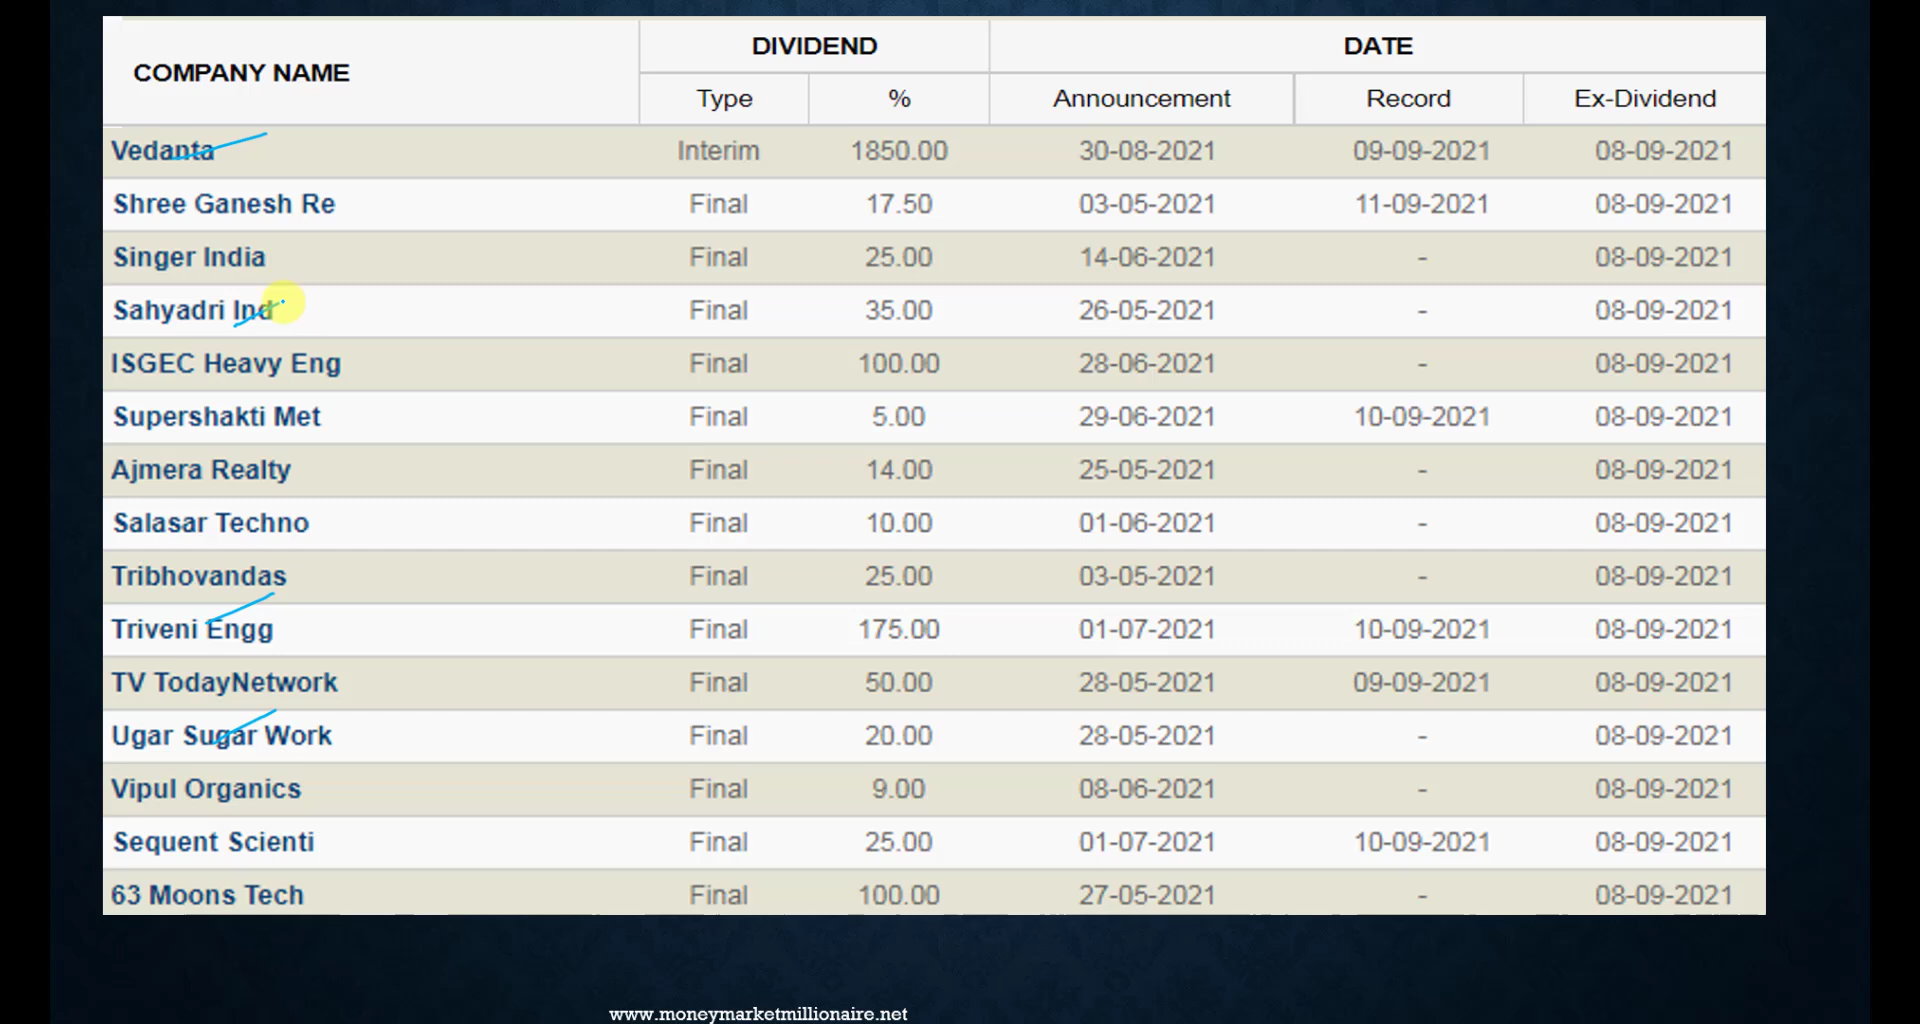 COMPANY NAME DIVIDEND DATE
Type % Announcement Record Ex-Dividend
Vedanta Interim 1850.00 30-08-2021 09-09-2021 08-09-2021
Shree Ganesh Re Final 17.50 03-05-2021 11-09-2021 08-09-2021
Singer India Final 25.00 14-06-2021 - 08-09-2021
Sahyadri Ind Final 35.00 26-05-2021 - 08-09-2021
ISGEC Heavy Eng Final 100.00 28-06-2021 - 08-09-2021
Supershakti Met Final 5.00 29-06-2021 10-09-2021 08-09-2021
Ajmera Realty Final 14.00 25-05-2021 - 08-09-2021
Salasar Techno Final 10.00 01-06-2021 - 08-09-2021
Tribhovandas Final 25.00 03-05-2021 - 08-09-2021
Triveni Engg Final 175.00 01-07-2021 10-09-2021 08-09-2021
TV TodayNetwork Final 50.00 28-05-2021 09-09-2021 08-09-2021
Ugar Sugar Work Final 20.00 28-05-2021 - 08-09-2021
Vipul Organics Final 9.00 08-06-2021 - 08-09-2021
Sequent Scienti Final 25.00 01-07-2021 10-09-2021 08-09-2021
63 Moons Tech Final 100.00 27-05-2021 - 08-09-2021
www.moneymarketmillionaire.net